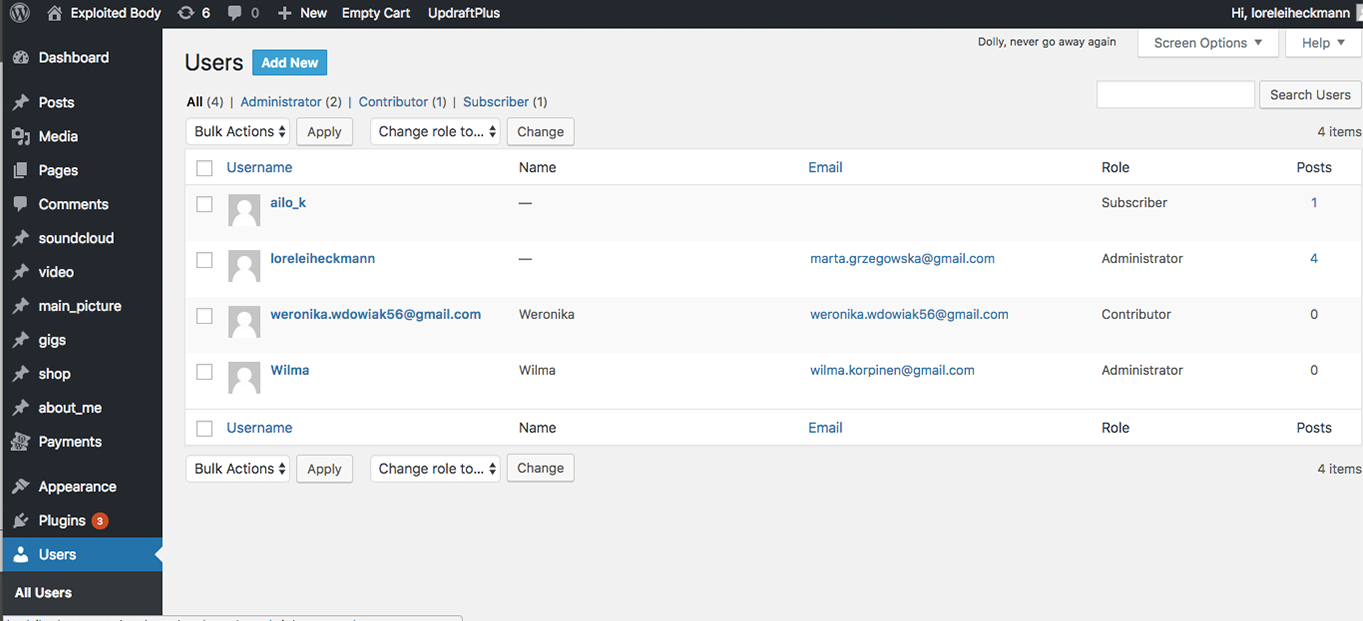 Exploited Body 6 0 New Empty Cart UpdraftPlus Hi, loreleiheckmann
Dashboard
Posts
Media
Pages
Comments
soundcloud
video
main_picture
gigs
shop
about_me
Payments
Appearance
Plugins 3
Users
All Users
Dolly, never go away again Screen Options Help
Users Add New
All (4) | Administrator (2) | Contributor (1) | Subscriber (1)
Search Users
Bulk Actions Apply Change role to... Change 4 items
Username Name Email Role Posts
ailo_k — Subscriber 1
loreleiheckmann — marta.grzegowska@gmail.com Administrator 4
weronika.wdowiak56@gmail.com Weronika weronika.wdowiak56@gmail.com Contributor 0
Wilma Wilma wilma.korpinen@gmail.com Administrator 0
Username Name Email Role Posts
Bulk Actions Apply Change role to... Change 4 items